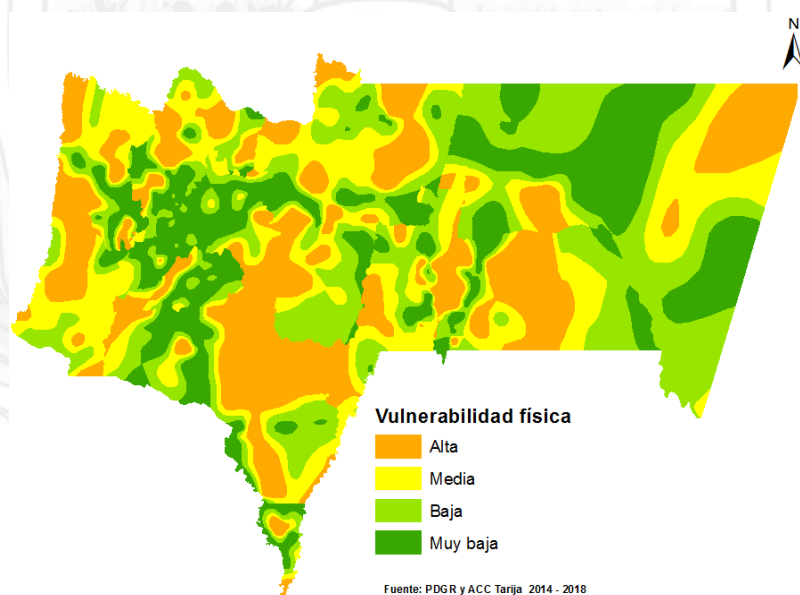 N
Vulnerabilidad física
Alta
Media
Baja
Muy baja
Fuente: PDGR y ACC Tarija 2014 - 2018